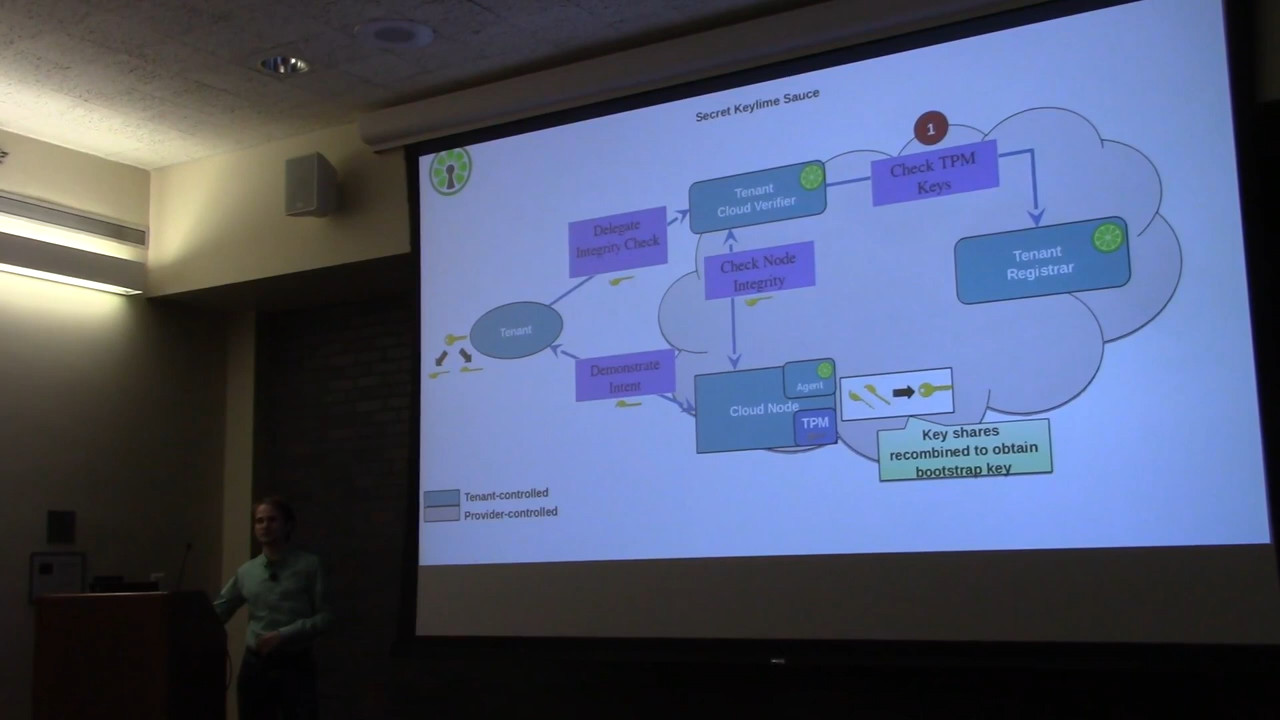 Secret Keylime Sauce
1
Check TPM
Keys
Tenant
Cloud Verifier
Delegate
Integrity Check
Check Node
Integrity
Tenant
Registrar
Tenant
Demonstrate
Intent
Agent
Cloud Node
TPM
Key shares
recombined to obtain
bootstrap key
Tenant-controlled
Provider-controlled